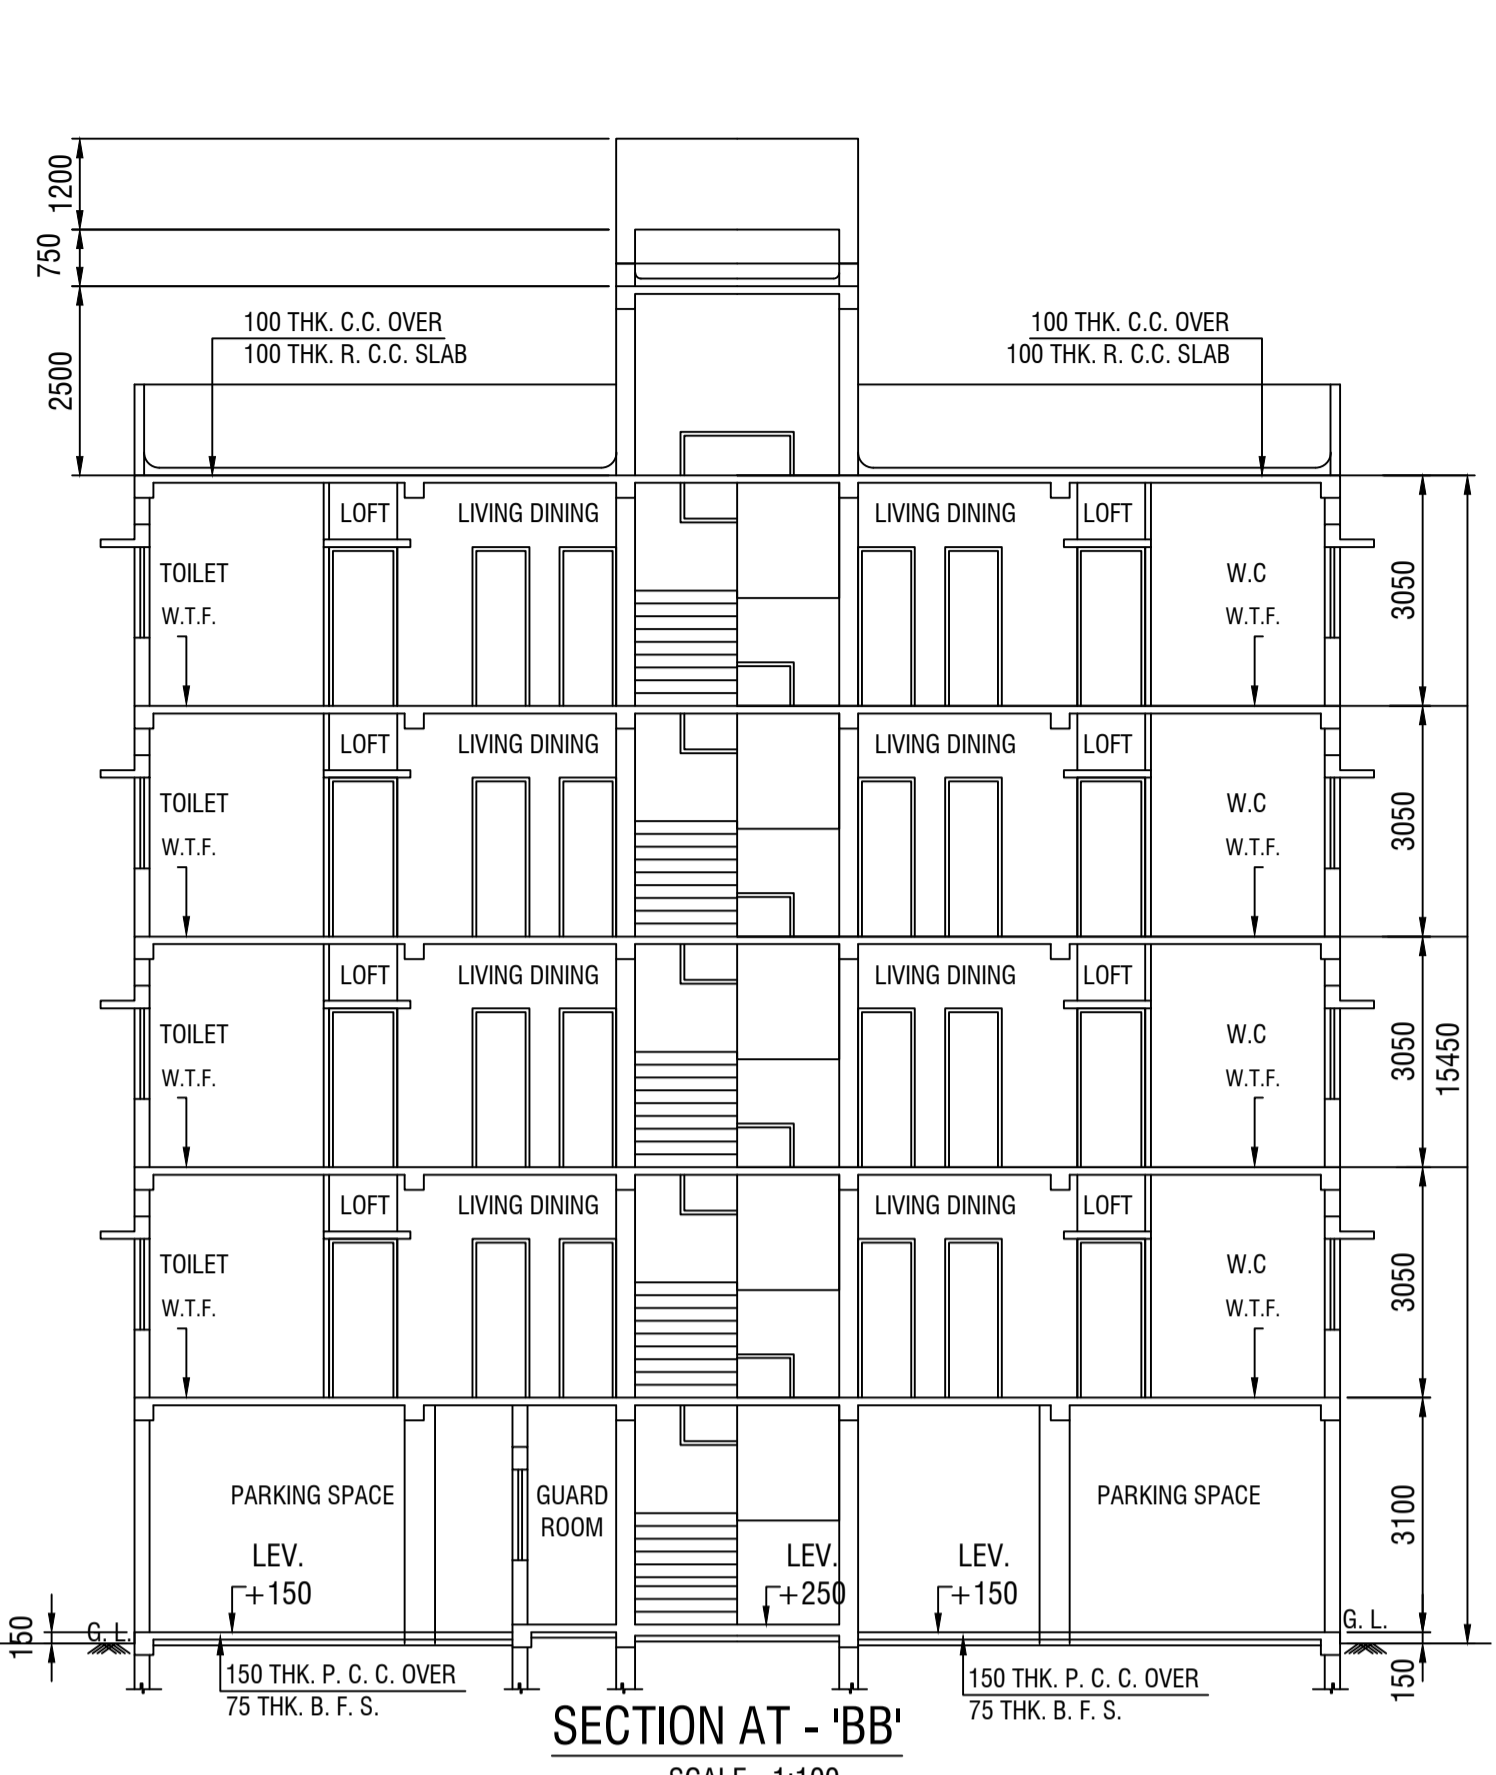 1200
750
2500
100 THK. C.C. OVER
100 THK. R. C.C. SLAB
100 THK. C.C. OVER
100 THK. R. C.C. SLAB
LOFT
LIVING DINING
LIVING DINING
LOFT
TOILET
W.T.F.
W.C
W.T.F.
3050
LOFT
LIVING DINING
LIVING DINING
LOFT
TOILET
W.T.F.
W.C
W.T.F.
3050
LOFT
LIVING DINING
LIVING DINING
LOFT
TOILET
W.T.F.
W.C
W.T.F.
3050
15450
LOFT
LIVING DINING
LIVING DINING
LOFT
TOILET
W.T.F.
W.C
W.T.F.
3050
PARKING SPACE
GUARD
ROOM
PARKING SPACE
3100
LEV.
+150
LEV.
+250
LEV.
+150
150
G. L.
G. L.
150
150 THK. P. C. C. OVER
75 THK. B. F. S.
150 THK. P. C. C. OVER
75 THK. B. F. S.
SECTION AT - 'BB'
SCALE - 1:100